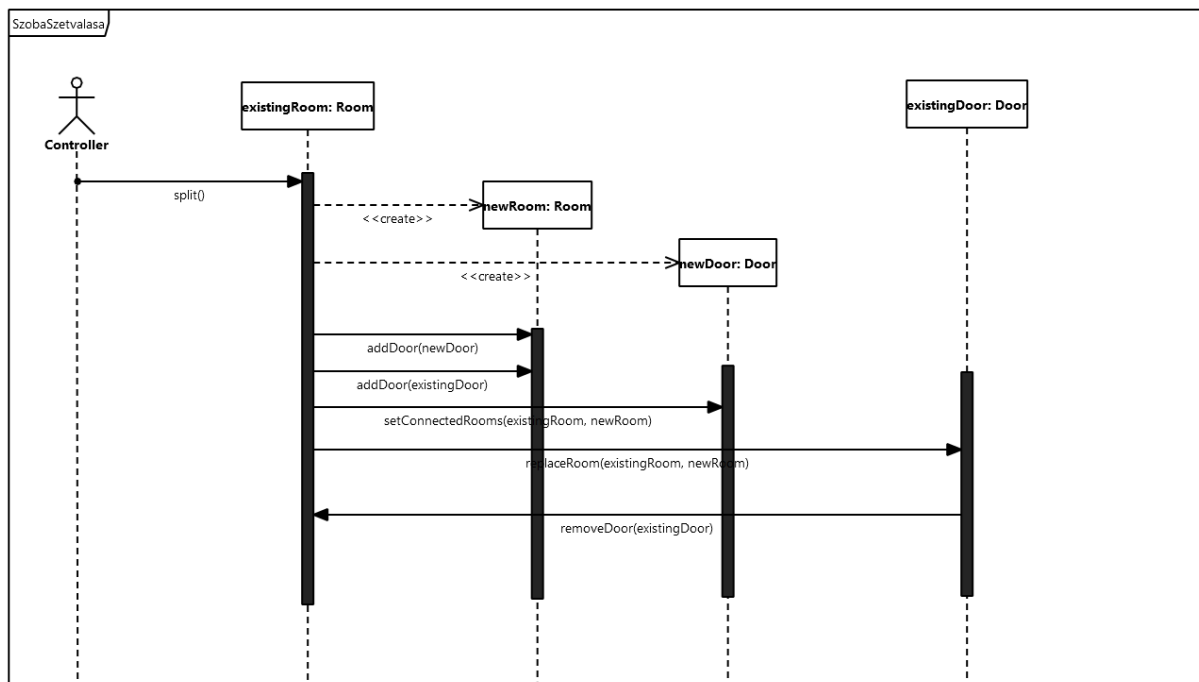 SzobaSzetvalasa
existingRoom: Room
existingDoor: Door
Controller
split()
newRoom: Room
<<create>>
newDoor: Door
<<create>>
addDoor(newDoor)
addDoor(existingDoor)
setConnectedRooms(existingRoom, newRoom)
replaceRoom(existingRoom, newRoom)
removeDoor(existingDoor)